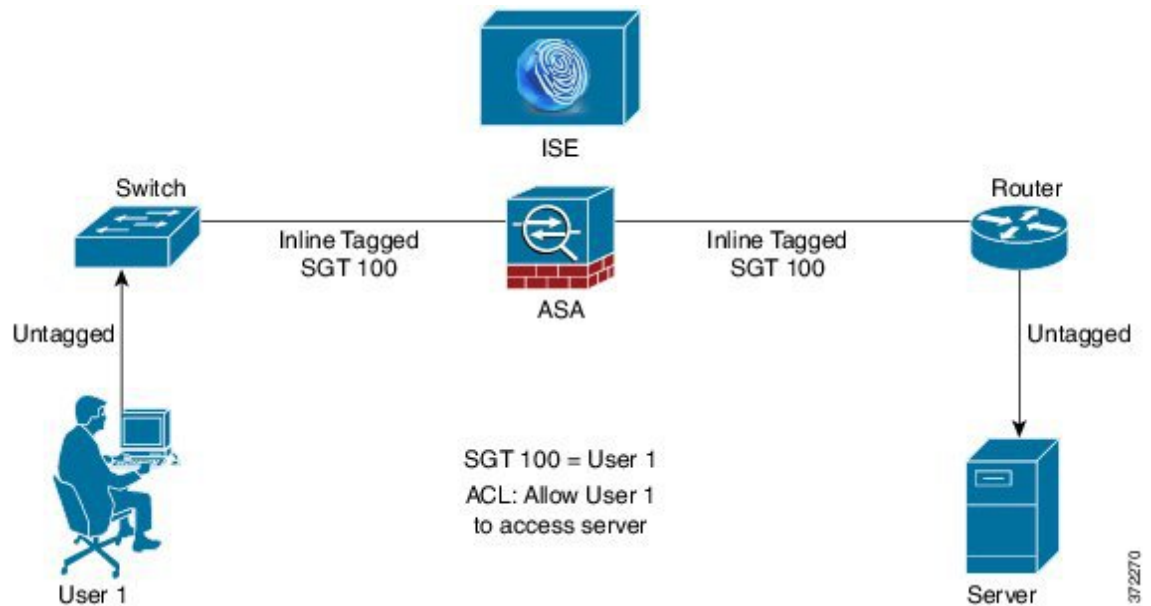 ISE
Switch
Router
Inline Tagged
SGT 100
Inline Tagged
SGT 100
ASA
Untagged
Untagged
SGT 100 = User 1
ACL: Allow User 1
to access server
User 1
Server
372270